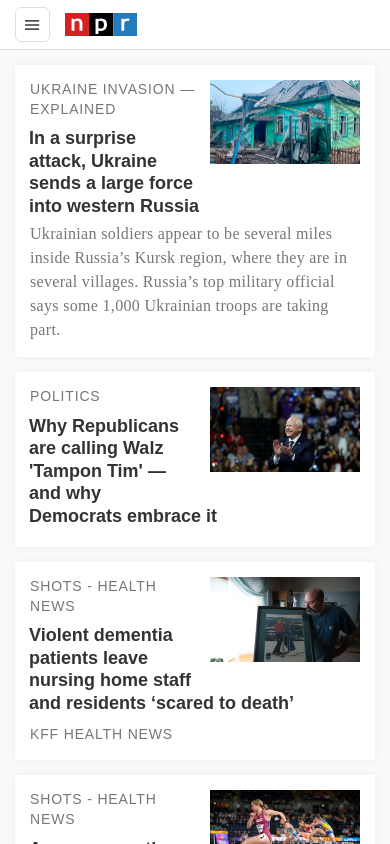 npr
UKRAINE INVASION —
EXPLAINED
In a surprise
attack, Ukraine
sends a large force
into western Russia
Ukrainian soldiers appear to be several miles
inside Russia’s Kursk region, where they are in
several villages. Russia’s top military official
says some 1,000 Ukrainian troops are taking
part.
POLITICS
Why Republicans
are calling Walz
'Tampon Tim' —
and why
Democrats embrace it
SHOTS - HEALTH
NEWS
Violent dementia
patients leave
nursing home staff
and residents ‘scared to death’
KFF HEALTH NEWS
SHOTS - HEALTH
NEWS